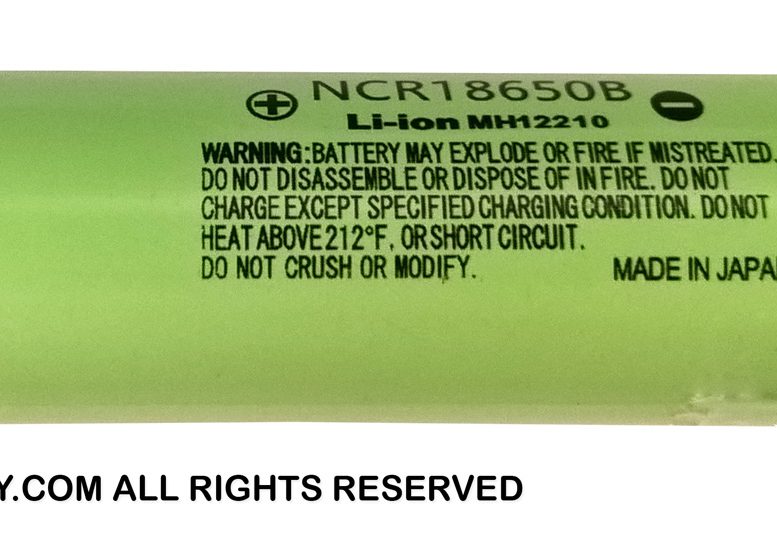 NCR18650B
Li-ion MH12210
WARNING:BATTERY MAY EXPLODE OR FIRE IF MISTREATED.
DO NOT DISASSEMBLE OR DISPOSE OF IN FIRE. DO NOT
CHARGE EXCEPT SPECIFIED CHARGING CONDITION. DO NOT
HEAT ABOVE 212°F, OR SHORT CIRCUIT.
DO NOT CRUSH OR MODIFY.
MADE IN JAPA
Y.COM ALL RIGHTS RESERVED